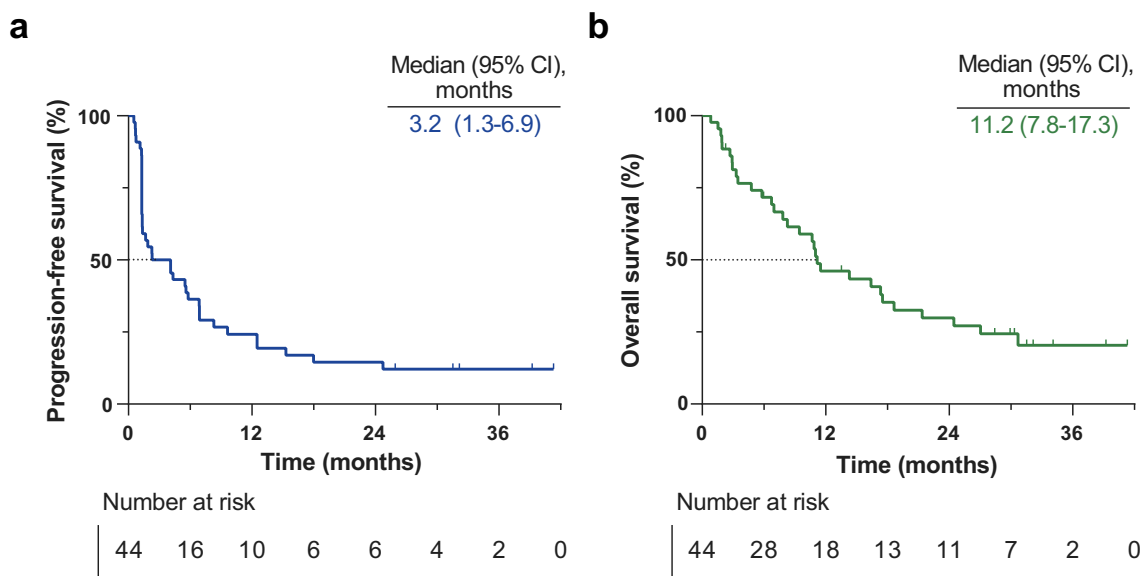 a
Median (95% CI),
months
3.2 (1.3-6.9)
Progression-free survival (%)
100
50
0
0 12 24 36
Time (months)
Number at risk
44 16 10 6 6 4 2 0
b
Median (95% CI),
months
11.2 (7.8-17.3)
Overall survival (%)
100
50
0
0 12 24 36
Time (months)
Number at risk
44 28 18 13 11 7 2 0